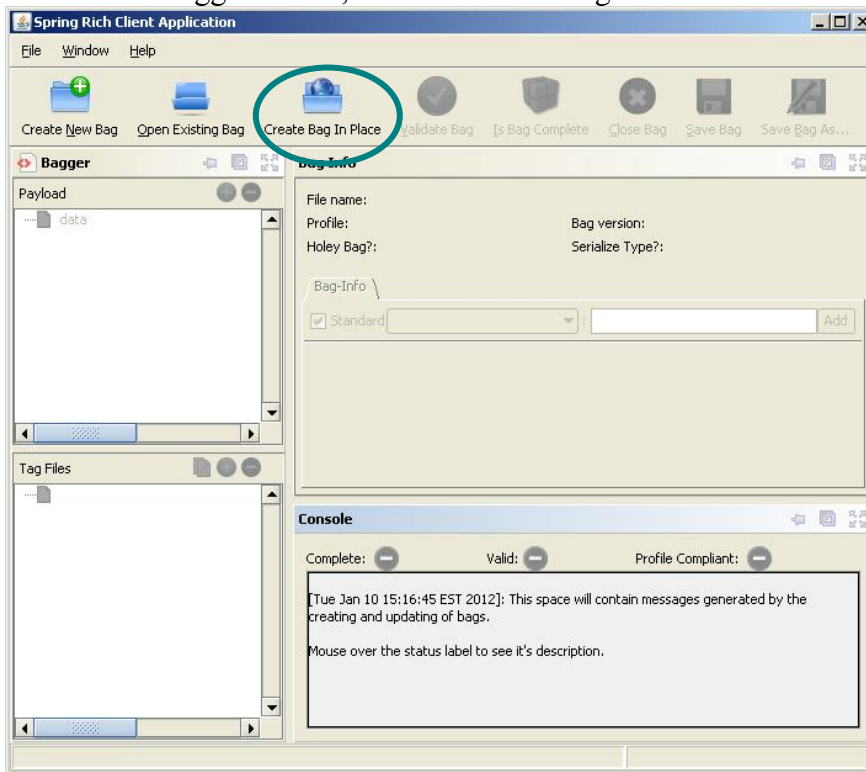 Spring Rich Client Application
File Window Help
Create New Bag Open Existing Bag Create Bag In Place Validate Bag Is Bag Complete Close Bag Save Bag Save Bag As...
Bagger
Payload
data
Tag Files
Bag-Info
File name:
Profile: Bag version:
Holey Bag?: Serialize Type?:
Bag-Info
Standard : Add
Console
Complete: Valid: Profile Compliant:
[Tue Jan 10 15:16:45 EST 2012]: This space will contain messages generated by the
creating and updating of bags.
Mouse over the status label to see it's description.